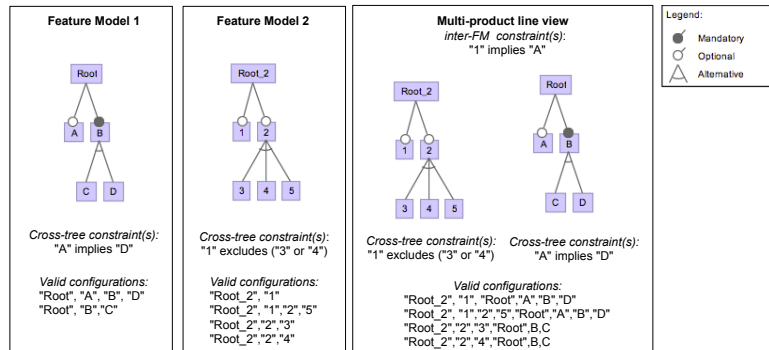 Feature Model 1
Root
A
B
C
D
Cross-tree constraint(s):
"A" implies "D"
Valid configurations:
"Root", "A", "B", "D"
"Root", "B","C"
Feature Model 2
Root_2
1
2
3
4
5
Cross-tree constraint(s):
"1" excludes ("3" or "4")
Valid configurations:
"Root_2", "1"
"Root_2", "1","2","5"
"Root_2","2","3"
"Root_2","2","4"
Multi-product line view
inter-FM constraint(s):
"1" implies "A"
Root_2
1
2
3
4
5
Cross-tree constraint(s):
"1" excludes ("3" or "4")
Root
A
B
C
D
Cross-tree constraint(s):
"A" implies "D"
Valid configurations:
"Root_2", "1", "Root","A","B","D"
"Root_2", "1","2","5","Root","A","B","D"
"Root_2","2","3","Root",B,C
"Root_2","2","4","Root",B,C
Legend:
Mandatory
Optional
Alternative